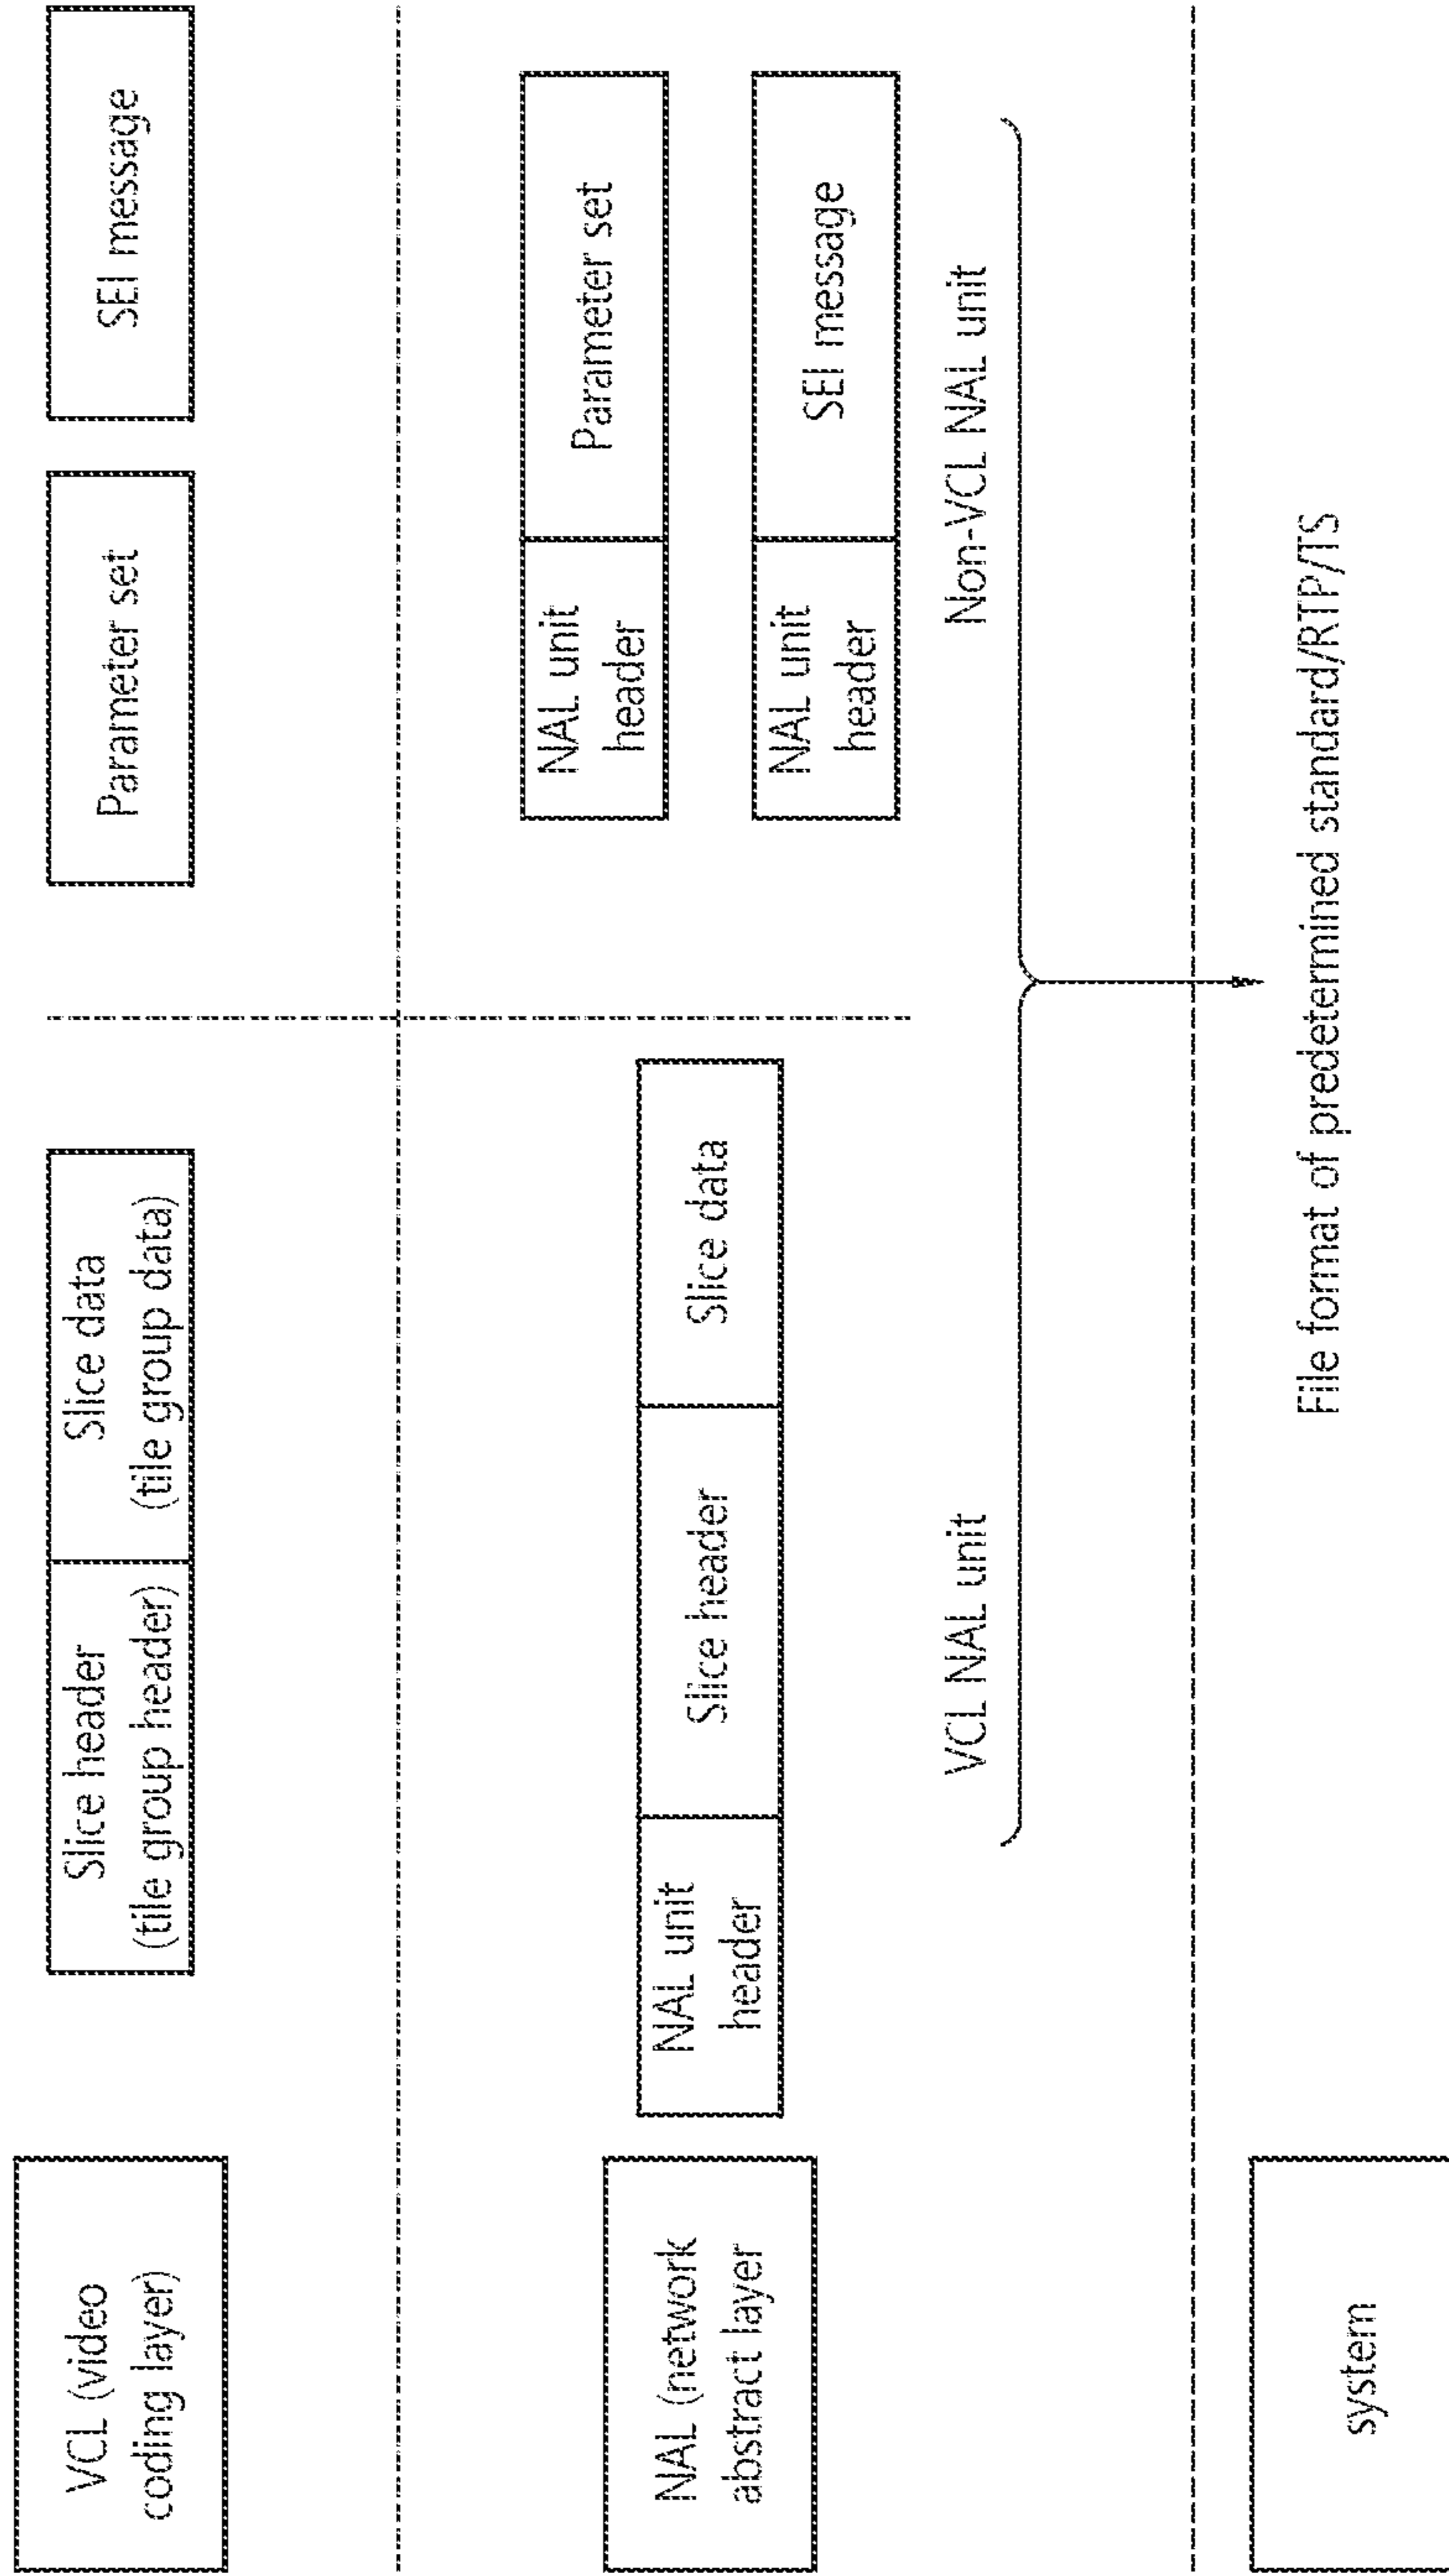 VCL (video
coding layer)
Slice header
(tile group header)
Slice data
(tile group data)
Parameter set
SEI message
NAL (network
abstract layer
NAL unit
header
Slice header
Slice data
NAL unit
header
Parameter set
NAL unit
header
SEI message
VCL NAL unit
Non-VCL NAL unit
system
File format of predetermined standard/RTP/TS